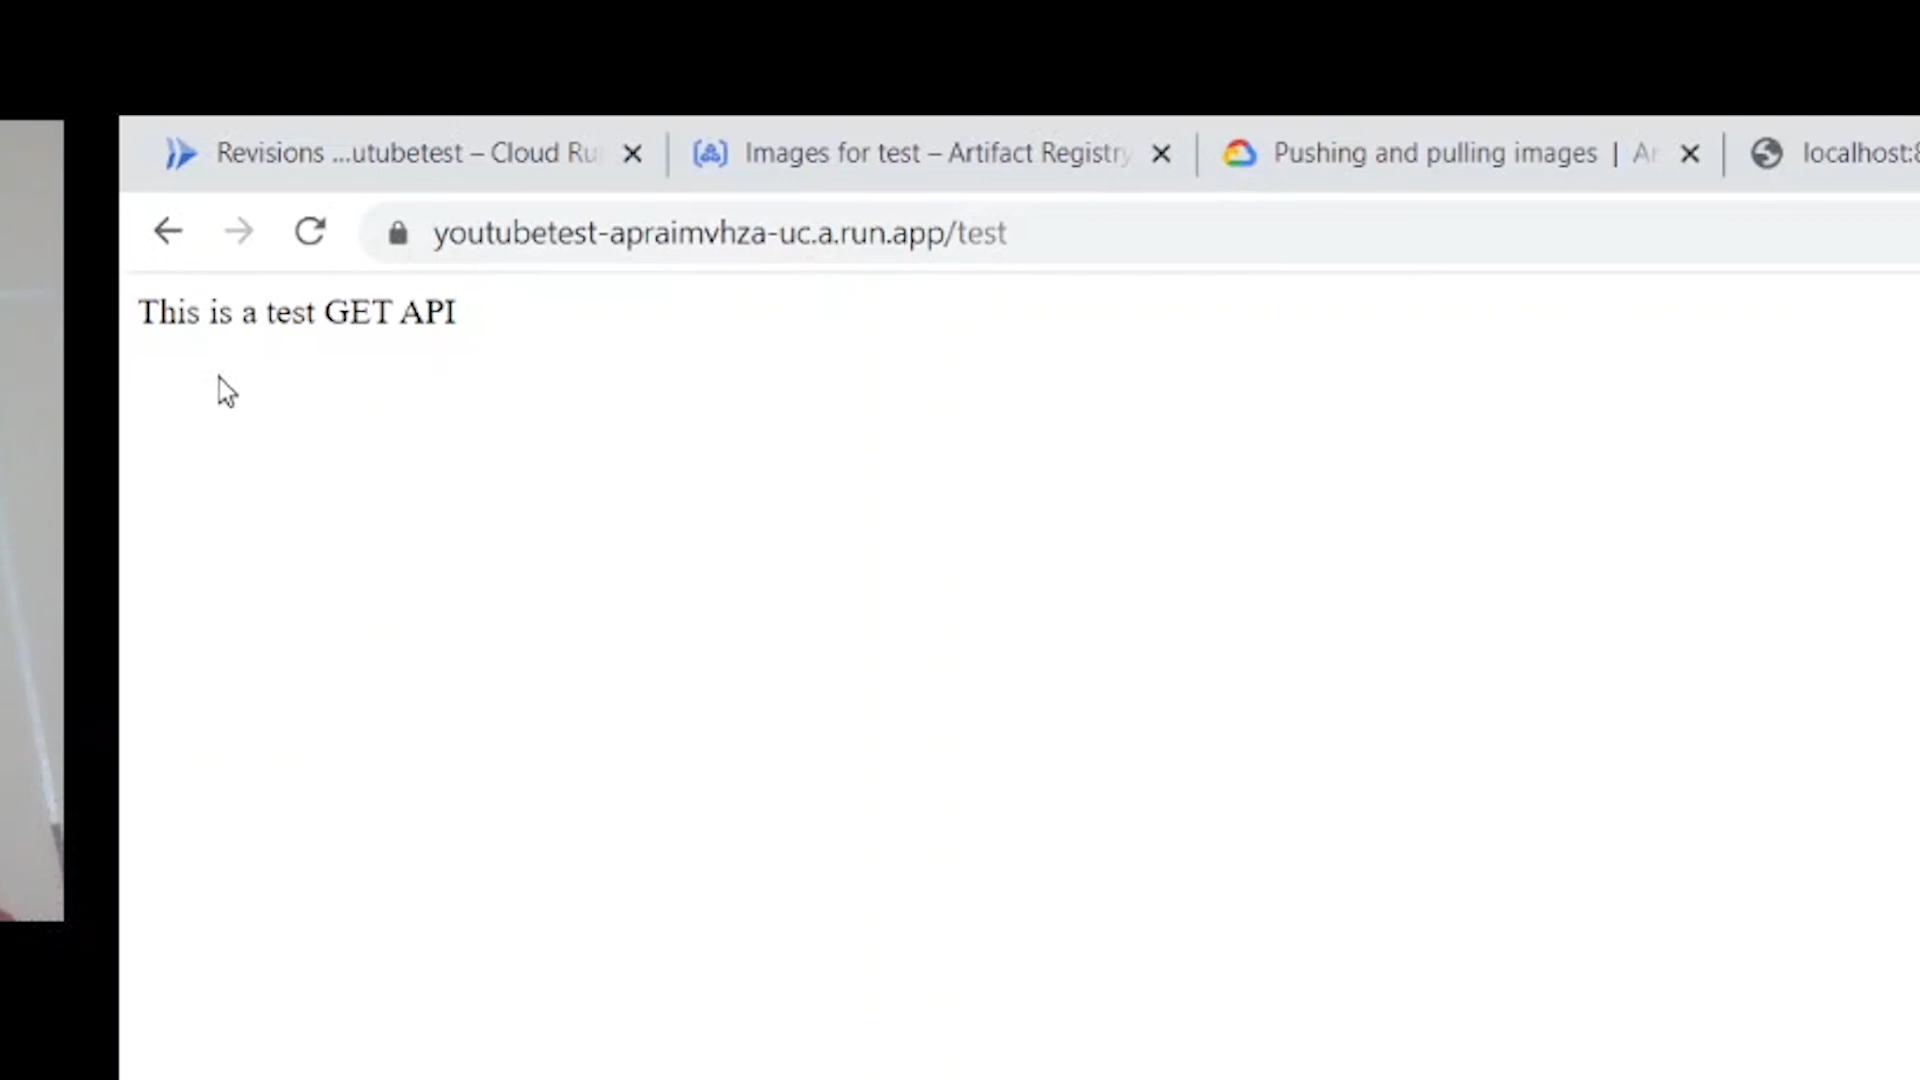 Revisions ...utubetest – Cloud Ru
Images for test – Artifact Registry
Pushing and pulling images | Ar
localhost:8
youtubetest-apraimvhza-uc.a.run.app/test
This is a test GET API